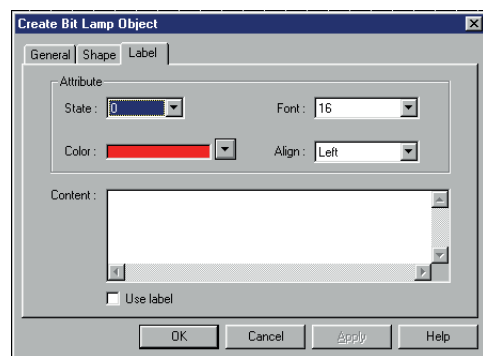 Create Bit Lamp Object
General Shape Label
Attribute
State : 0 Font : 16
Color : Align : Left
Content :
Use label
OK Cancel Apply Help